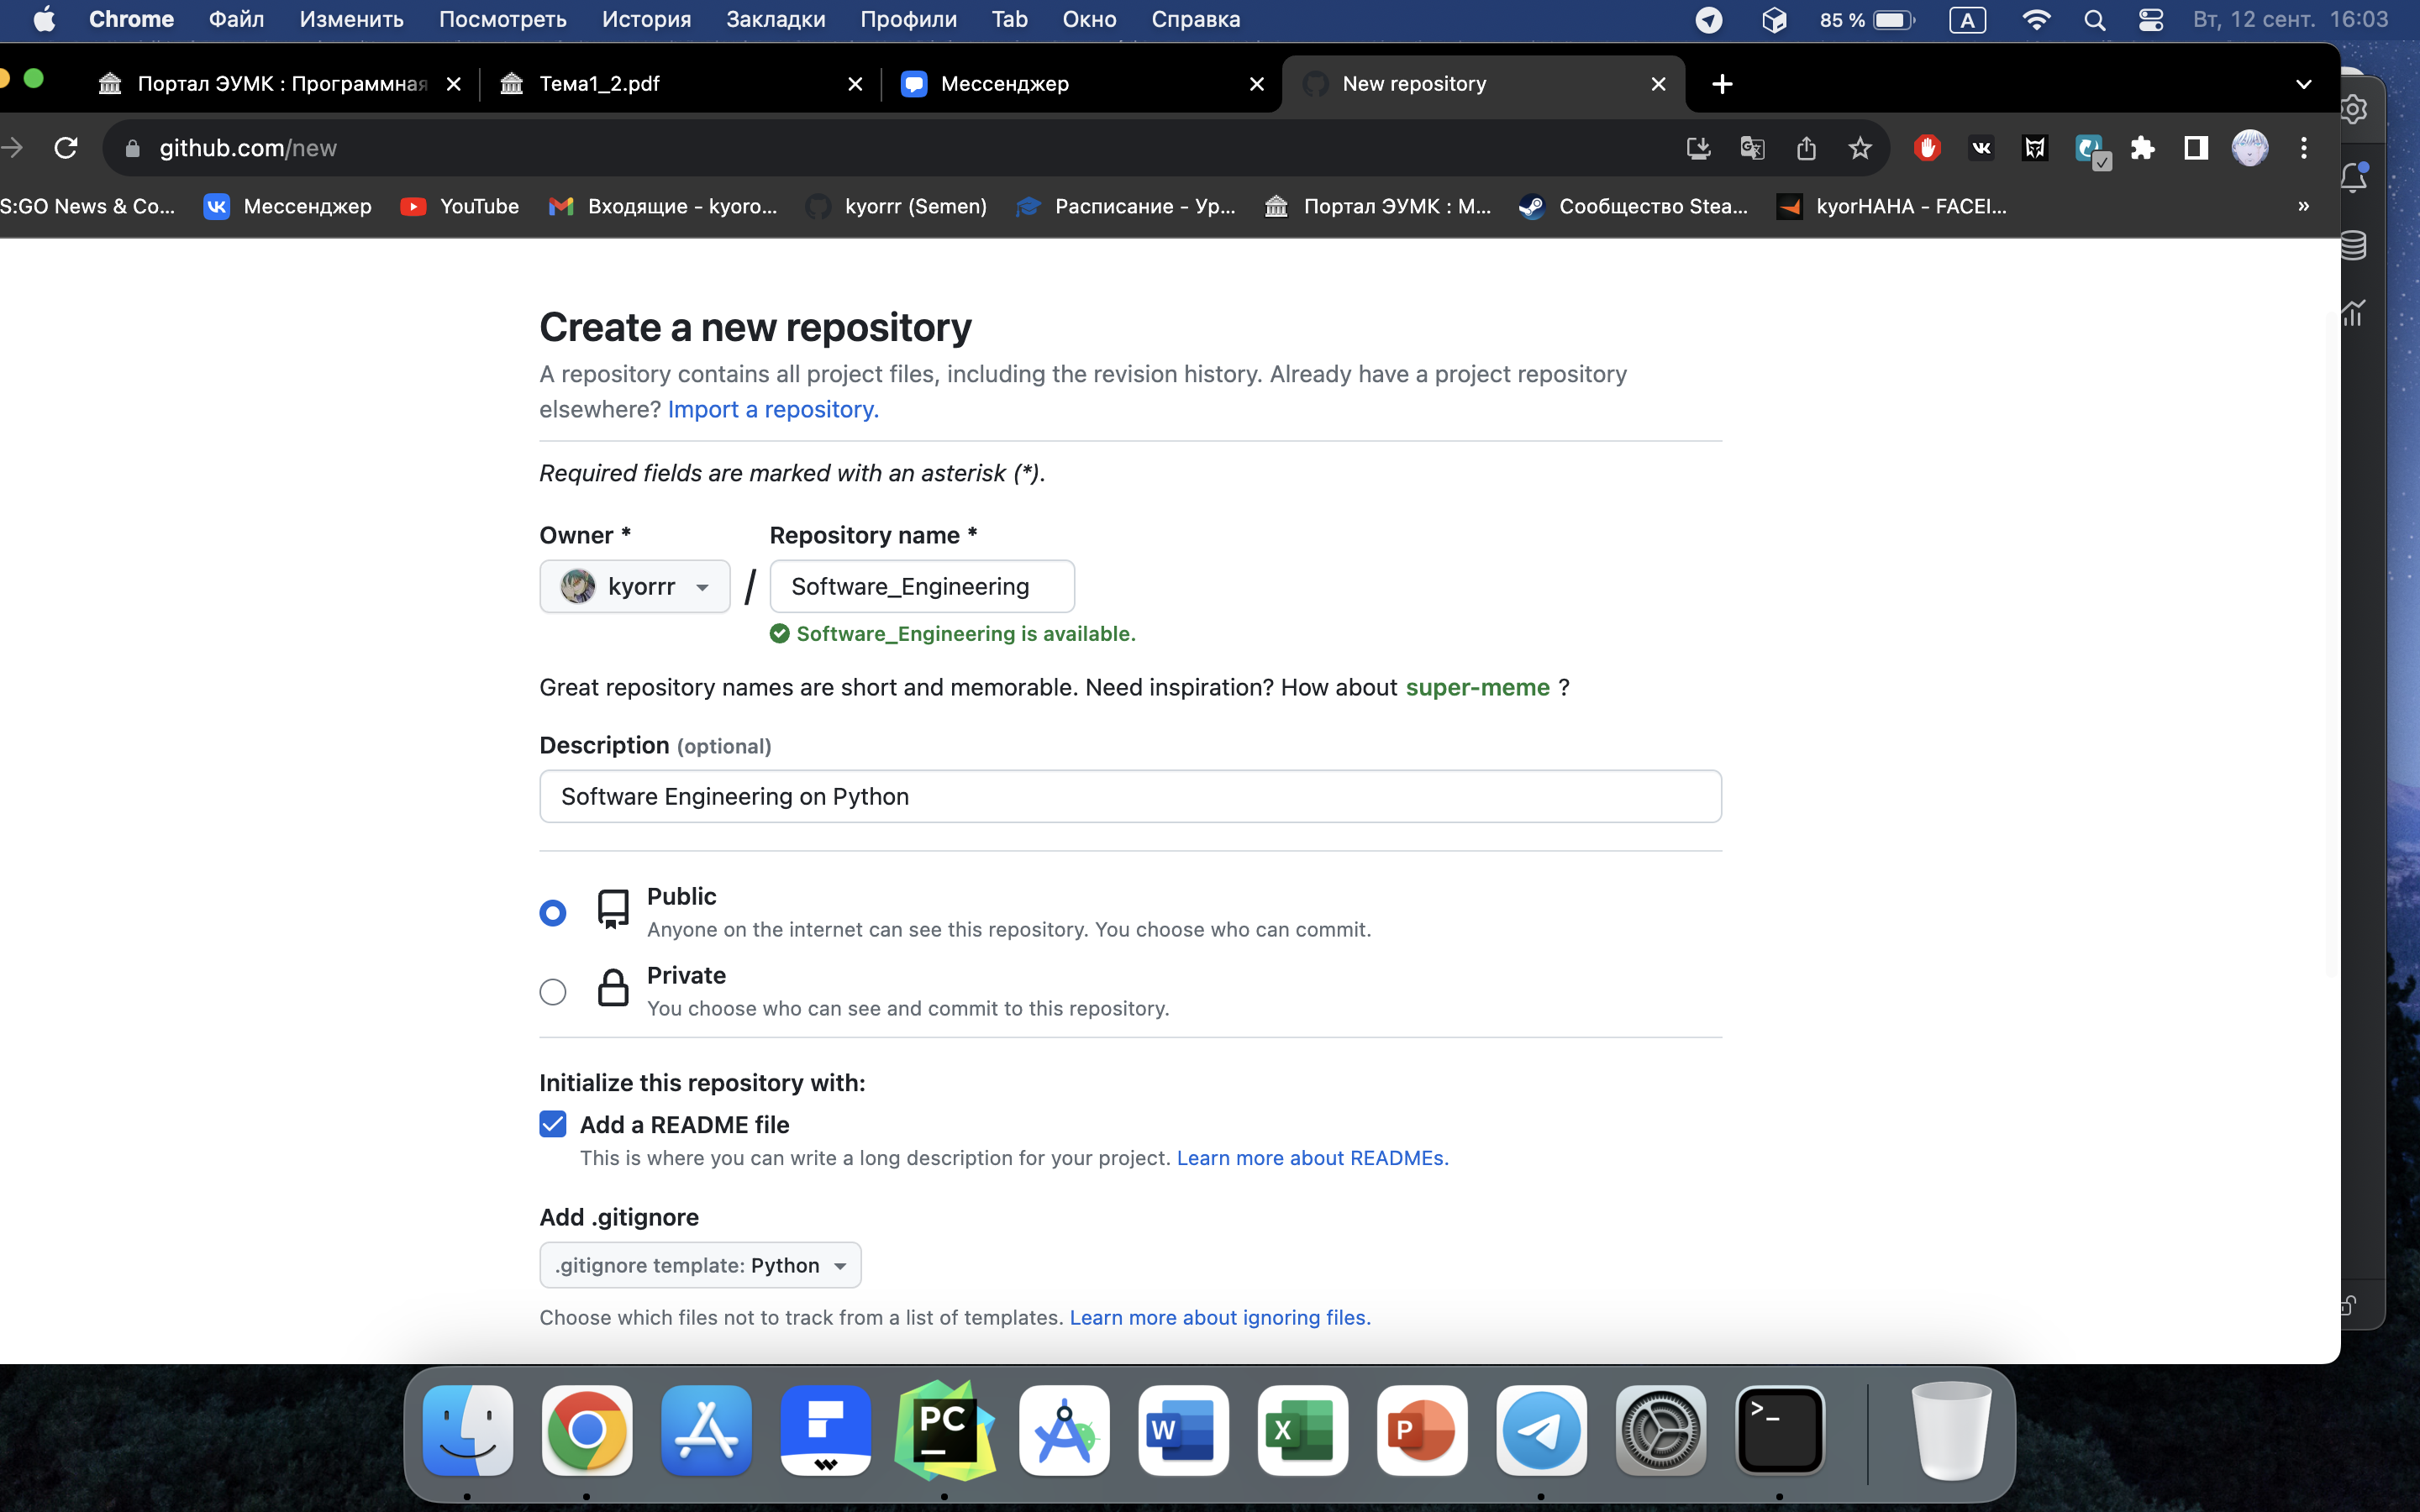 Chrome Файл Изменить Посмотреть История Закладки Профили Tab Окно Справка 85 % A Вт, 12 сент. 16:03
Портал ЭУМК : Программная Тема1_2.pdf Мессенджер New repository
github.com/new
S:GO News & Co... Мессенджер YouTube Входящие - kyoro... kyorrr (Semen) Расписание - Ур... Портал ЭУМК : М... Сообщество Stea... kyorHAHA - FACEI... »
Create a new repository
A repository contains all project files, including the revision history. Already have a project repository
elsewhere? Import a repository.
Required fields are marked with an asterisk (*).
Owner * Repository name *
kyorrr / Software_Engineering
Software_Engineering is available.
Great repository names are short and memorable. Need inspiration? How about super-meme ?
Description (optional)
Software Engineering on Python
Public
Anyone on the internet can see this repository. You choose who can commit.
Private
You choose who can see and commit to this repository.
Initialize this repository with:
Add a README file
This is where you can write a long description for your project. Learn more about READMEs.
Add .gitignore
.gitignore template: Python
Choose which files not to track from a list of templates. Learn more about ignoring files.
PC W X P >_